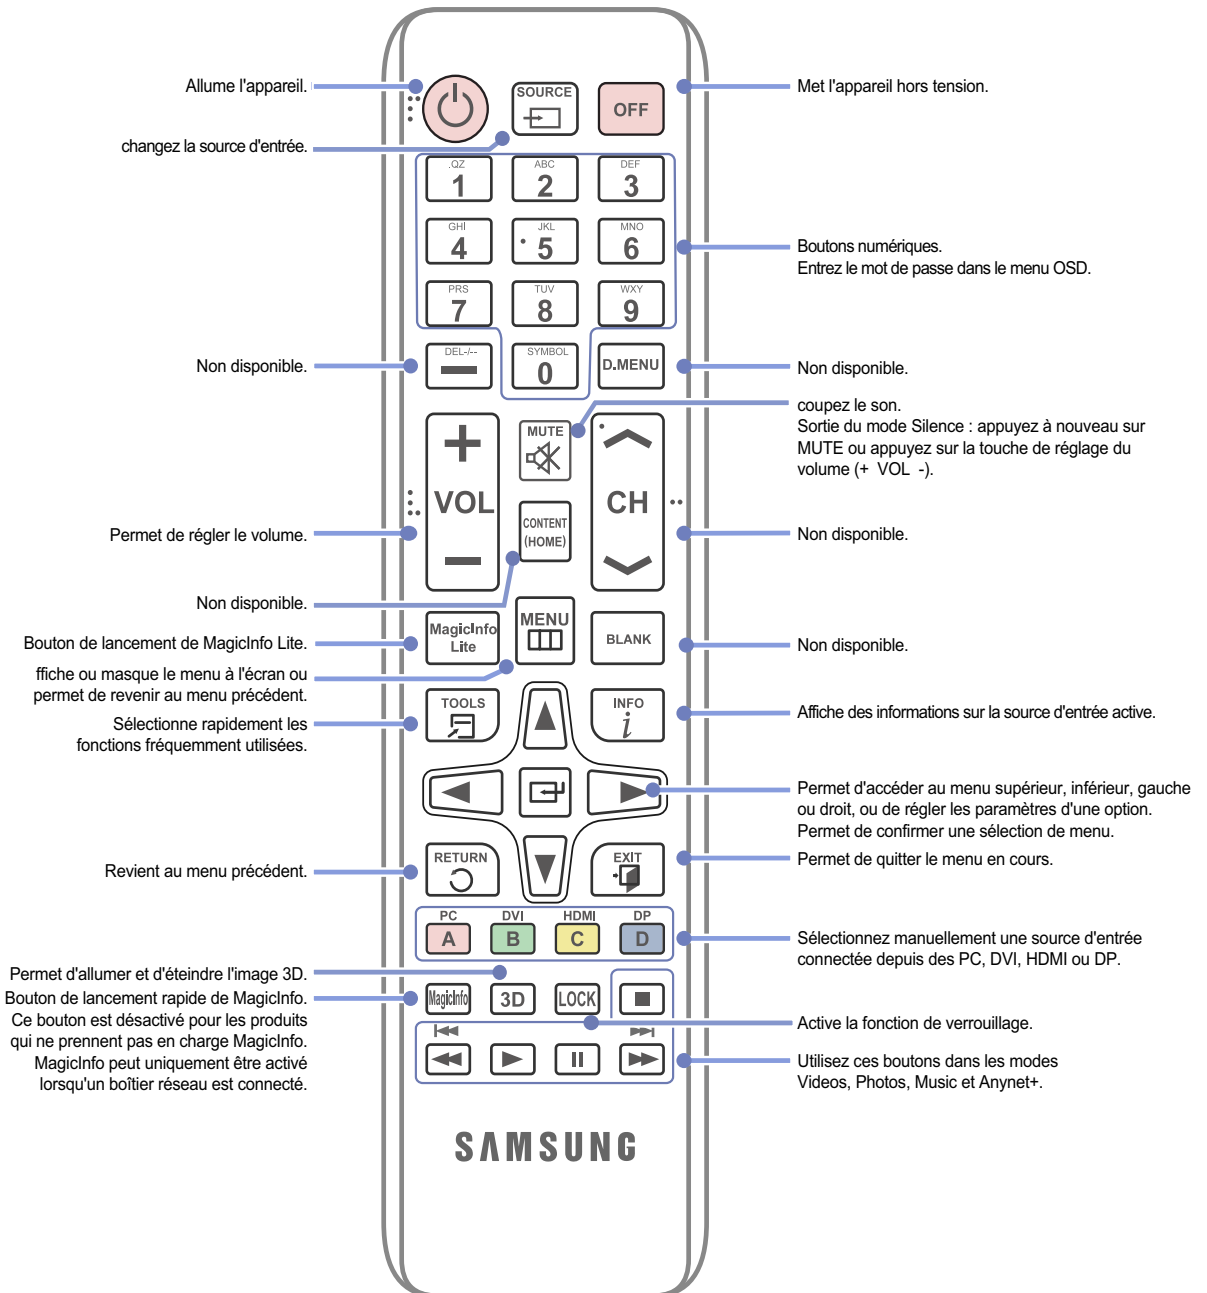 Allume l'appareil.
SOURCE
OFF
Met l'appareil hors tension.
changez la source d'entrée.
.QZ
1
ABC
2
DEF
3
GHI
4
JKL
5
MNO
6
Boutons numériques.
Entrez le mot de passe dans le menu OSD.
PRS
7
TUV
8
WXY
9
Non disponible.
DEL-/--
SYMBOL
0
D.MENU
Non disponible.
coupez le son.
Sortie du mode Silence : appuyez à nouveau sur
MUTE ou appuyez sur la touche de réglage du
volume (+ VOL -).
MUTE
VOL
CH
Permet de régler le volume.
CONTENT
(HOME)
Non disponible.
Non disponible.
Bouton de lancement de MagicInfo Lite.
MagicInfo
Lite
MENU
BLANK
Non disponible.
ffiche ou masque le menu à l'écran ou
permet de revenir au menu précédent.
TOOLS
INFO
i
Affiche des informations sur la source d'entrée active.
Sélectionne rapidement les
fonctions fréquemment utilisées.
Permet d'accéder au menu supérieur, inférieur, gauche
ou droit, ou de régler les paramètres d'une option.
Permet de confirmer une sélection de menu.
Revient au menu précédent.
RETURN
EXIT
Permet de quitter le menu en cours.
PC
DVI
HDMI
DP
A
B
C
D
Sélectionnez manuellement une source d'entrée
connectée depuis des PC, DVI, HDMI ou DP.
Permet d'allumer et d'éteindre l'image 3D.
Bouton de lancement rapide de MagicInfo.
Ce bouton est désactivé pour les produits
qui ne prennent pas en charge MagicInfo.
MagicInfo peut uniquement être activé
lorsqu'un boîtier réseau est connecté.
MagicInfo
3D
LOCK
Active la fonction de verrouillage.
Utilisez ces boutons dans les modes
Videos, Photos, Music et Anynet+.
SAMSUNG